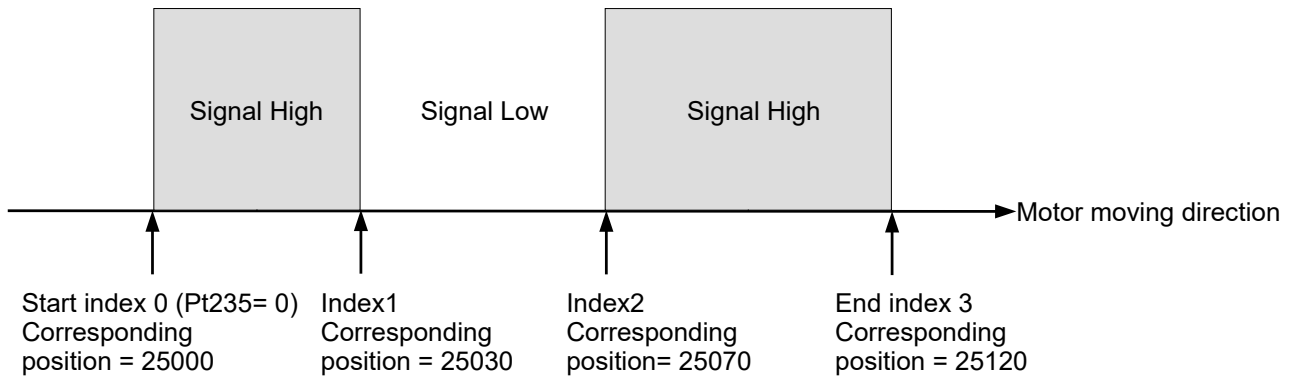 Signal High
Signal Low
Signal High
Motor moving direction
Start index 0 (Pt235= 0)
Corresponding
position = 25000
Index1
Corresponding
position = 25030
Index2
Corresponding
position= 25070
End index 3
Corresponding
position = 25120